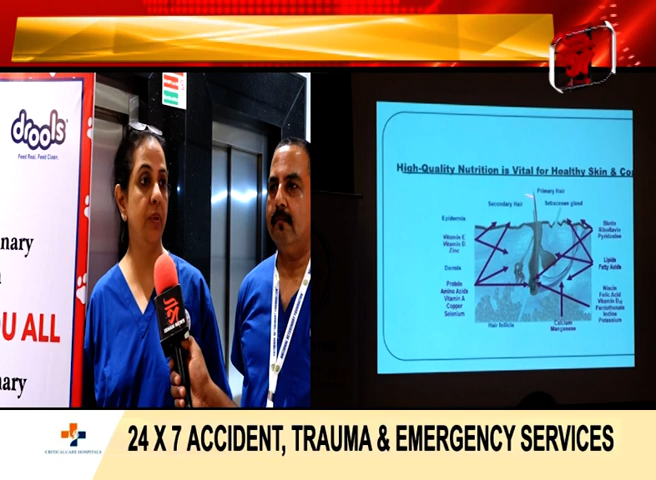 drools
Feed Real. Feed Clean.
inary
OU ALL
nary
High-Quality Nutrition is Vital for Healthy Skin & Co
Primary Hair
Secondary Hair
Sebaceous gland
Epidermis
Vitamin E
Zinc
Dermis
Protein
Amino Acids
Vitamin A
Copper
Selenium
Hair follicle
Calcium
Manganese
Biotin
Riboflavin
Pyridoxine
Lipids
Fatty Acids
Niacin
Folic Acid
Vitamin B12
Pantothenate
Iodine
Potassium
CRITICALCARE HOSPITALS
24 X 7 ACCIDENT, TRAUMA & EMERGENCY SERVICES